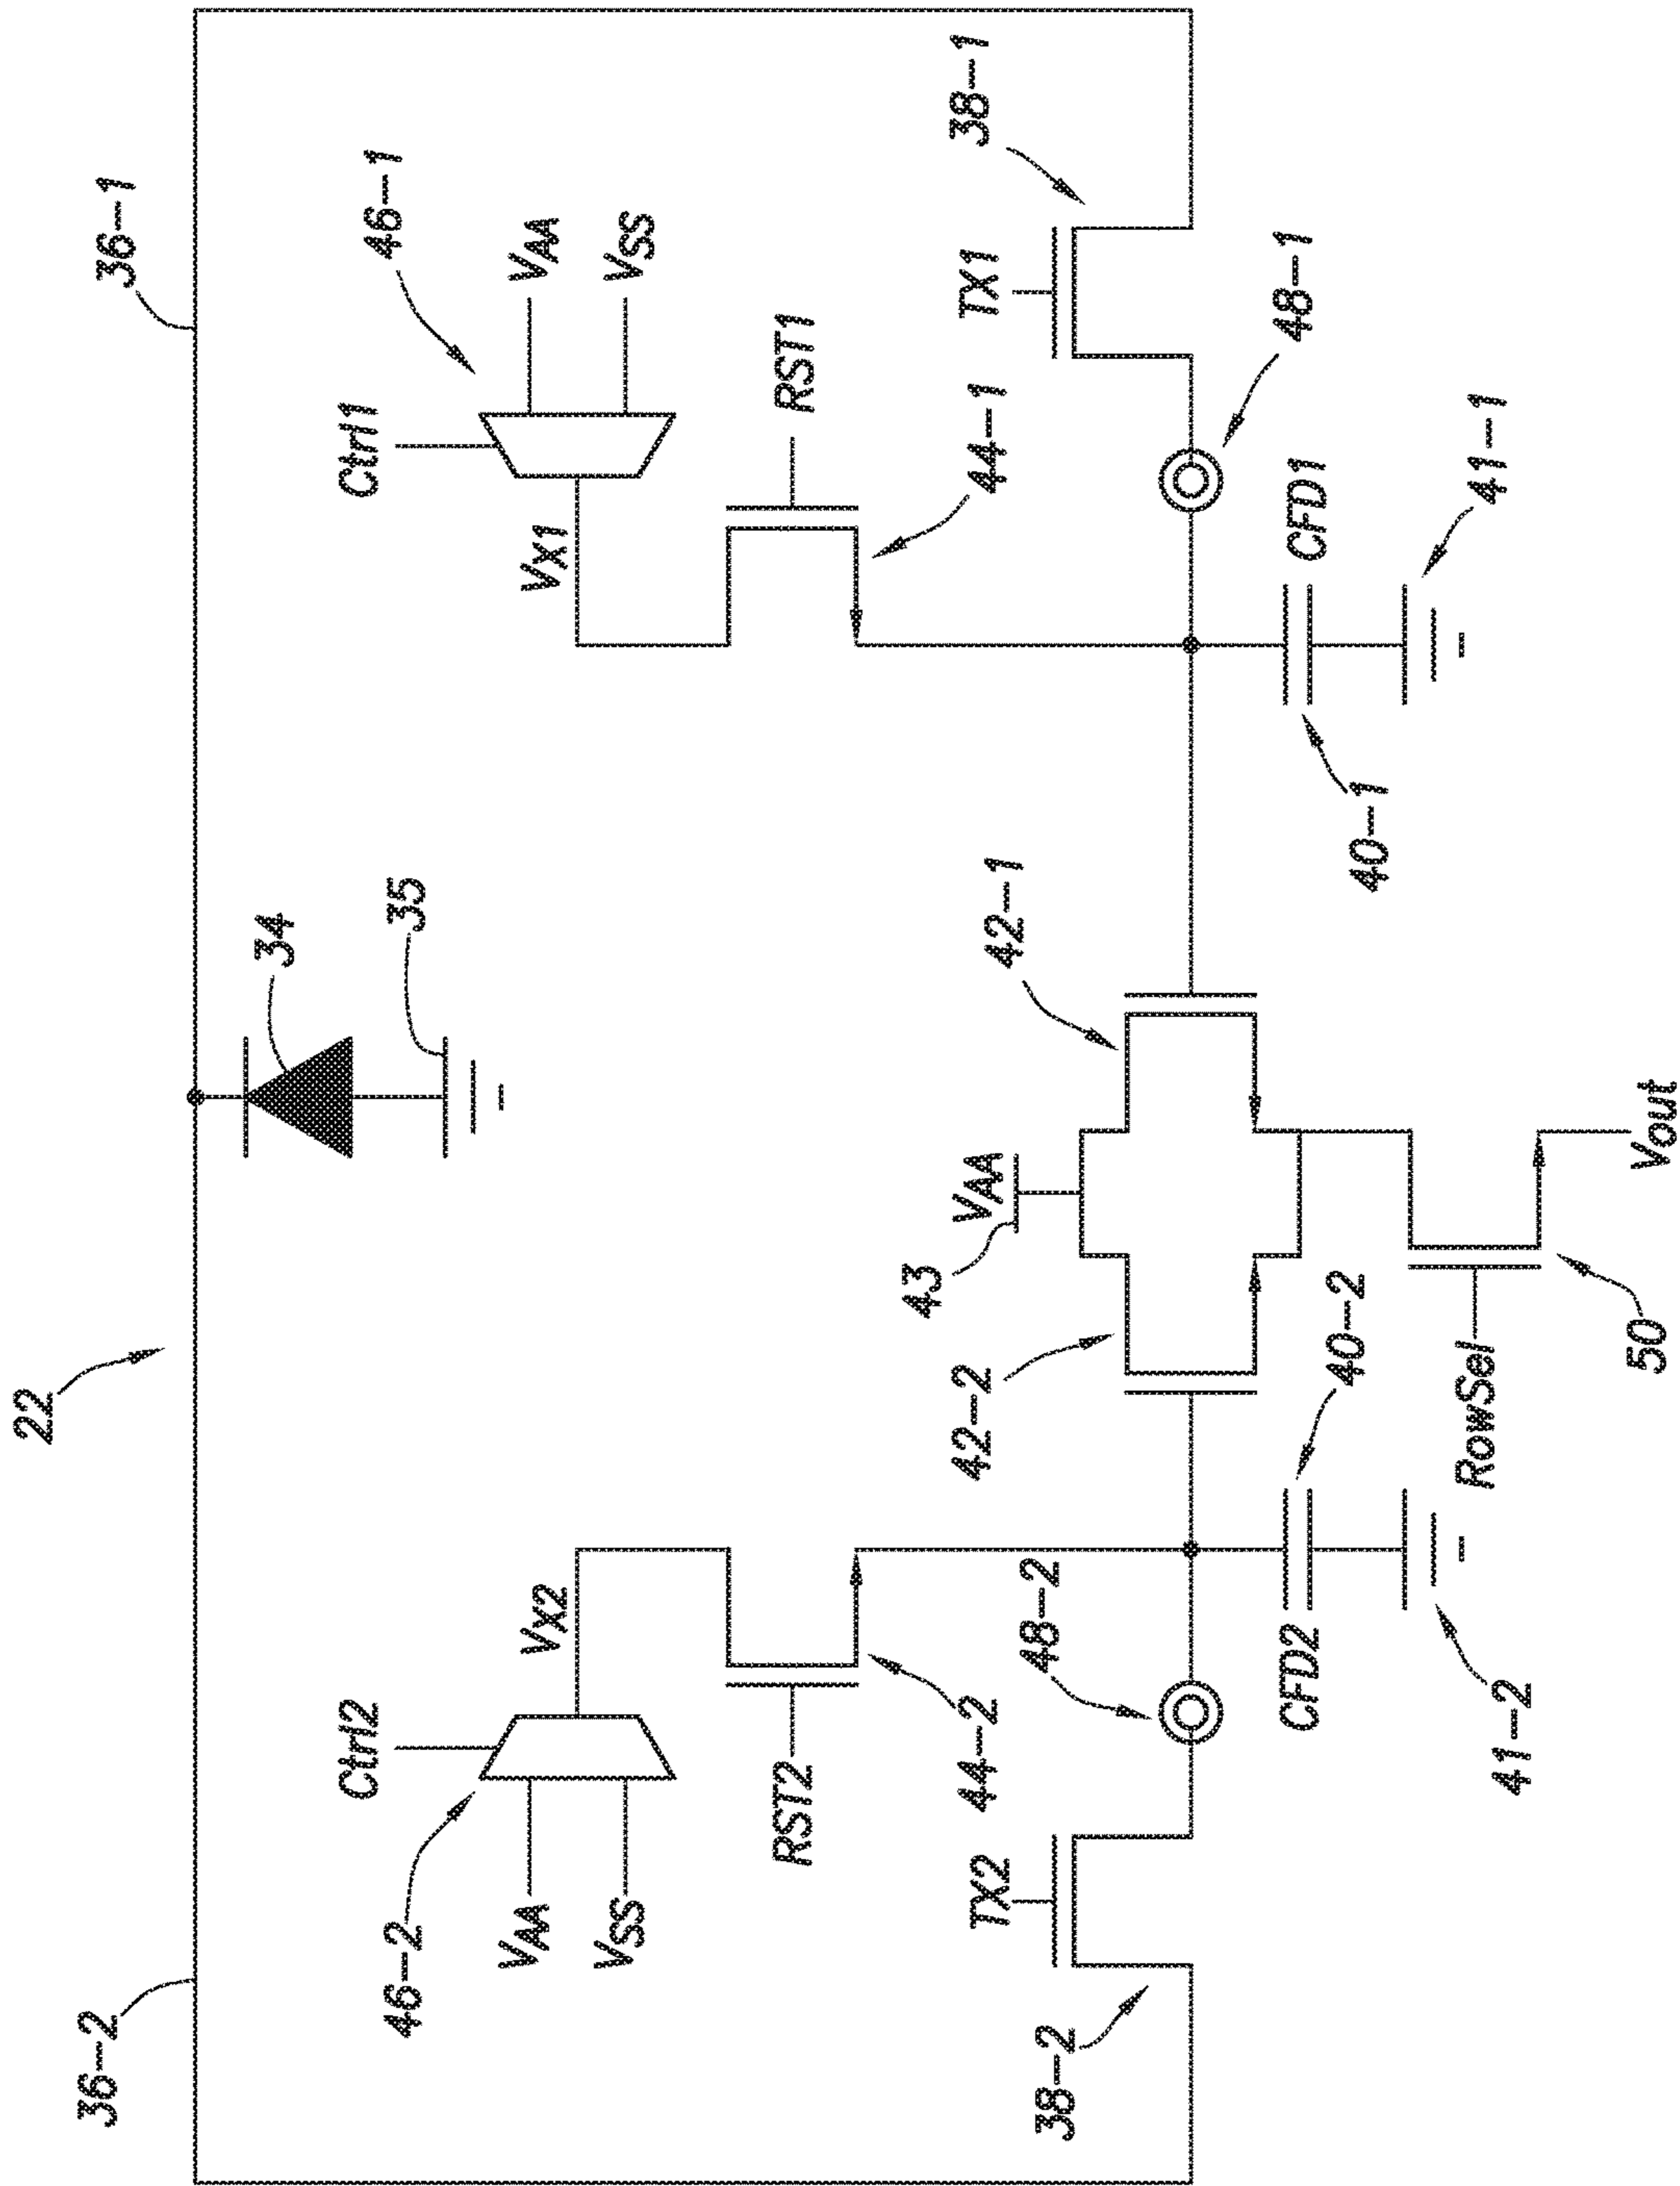 22
36-2
36-1
34
35
Ctrl2
46-2
VAA
VSS
VX2
RST2
44-2
Ctrl1
46-1
VAA
VSS
VX1
RST1
44-1
TX2
38-2
48-2
CFD2
40-2
41-2
42-2
43
VAA
42-1
TX1
38-1
48-1
CFD1
40-1
41-1
RowSel
50
Vout